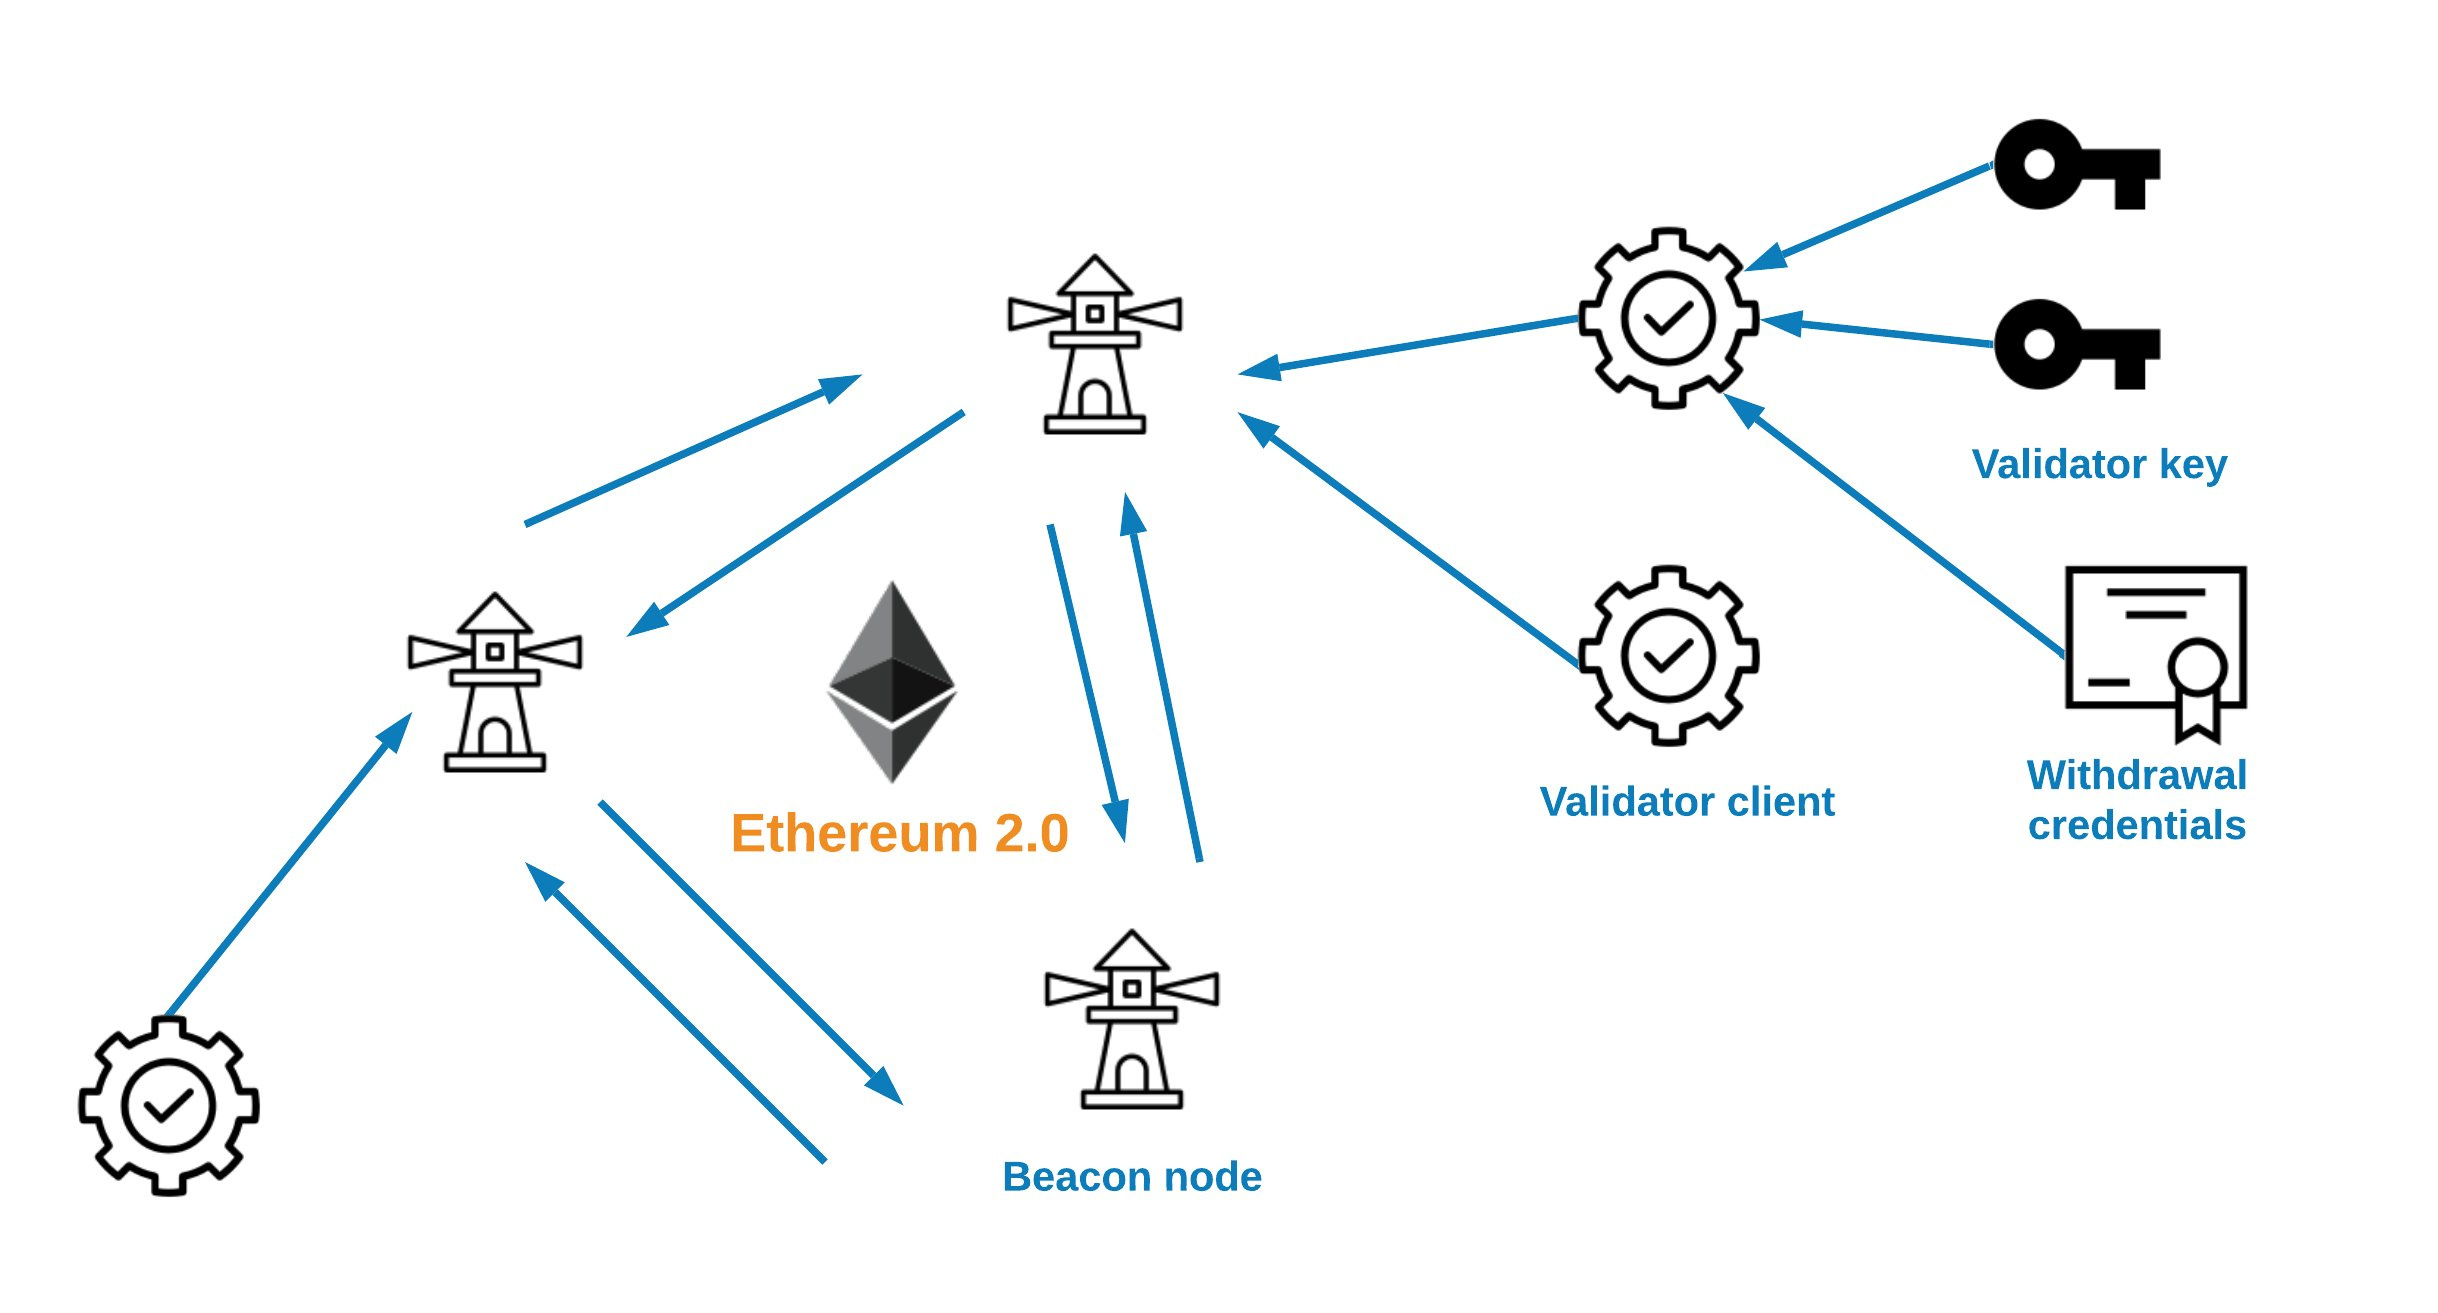 Validator key
Withdrawal
credentials
Validator client
Ethereum 2.0
Beacon node